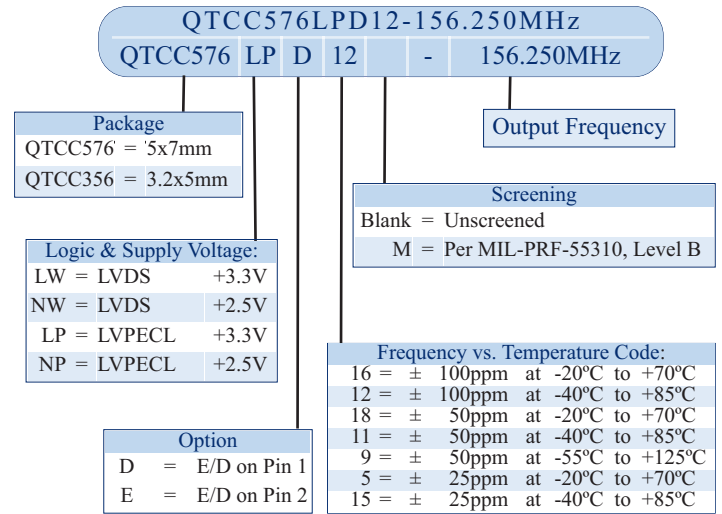 QTCC576LPD12-156.250MHz
QTCC576 LP D 12 - 156.250MHz
Package
QTCC576 = 5x7mm
QTCC356 = 3.2x5mm
Output Frequency
Screening
Blank = Unscreened
M = Per MIL-PRF-55310, Level B
Logic & Supply Voltage:
LW = LVDS +3.3V
NW = LVDS +2.5V
LP = LVPECL +3.3V
NP = LVPECL +2.5V
Frequency vs. Temperature Code:
16 = ± 100ppm at -20ºC to +70ºC
12 = ± 100ppm at -40ºC to +85ºC
18 = ± 50ppm at -20ºC to +70ºC
11 = ± 50ppm at -40ºC to +85ºC
9 = ± 50ppm at -55ºC to +125ºC
5 = ± 25ppm at -20ºC to +70ºC
15 = ± 25ppm at -40ºC to +85ºC
Option
D = E/D on Pin 1
E = E/D on Pin 2